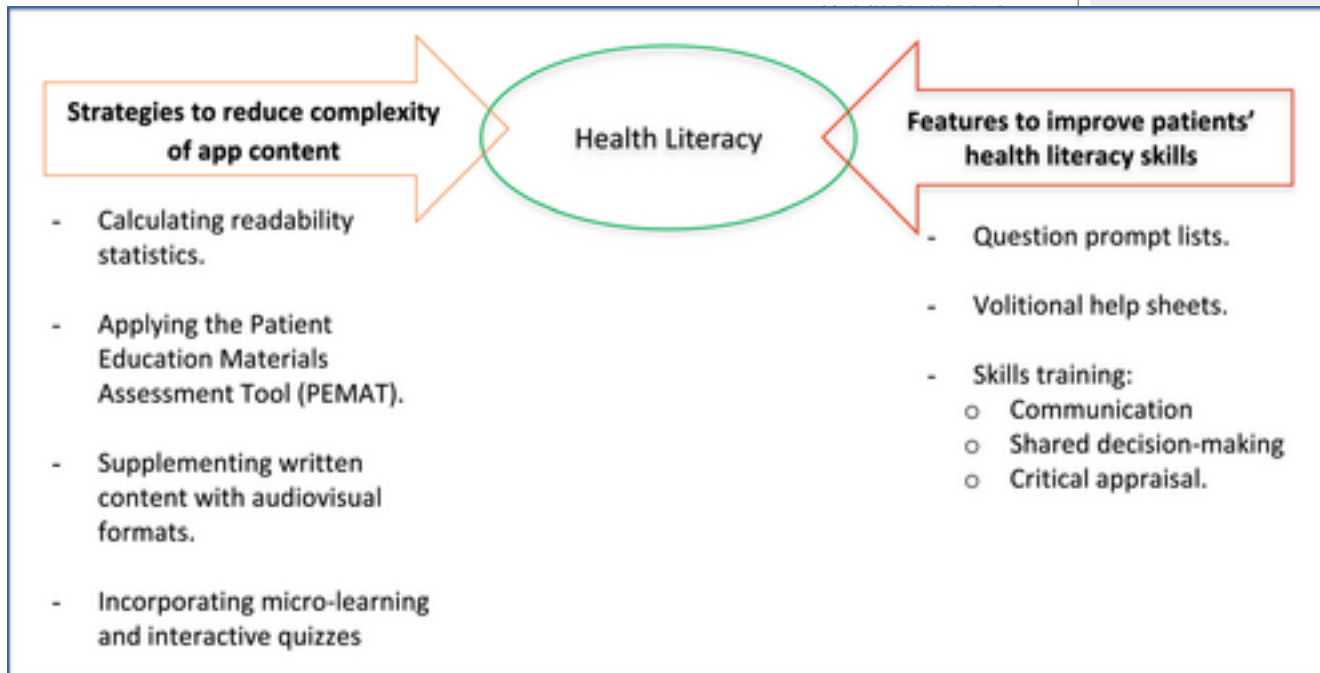 Strategies to reduce complexity
of app content
- Calculating readability
statistics.
- Applying the Patient
Education Materials
Assessment Tool (PEMAT).
- Supplementing written
content with audiovisual
formats.
- Incorporating micro-learning
and interactive quizzes
Health Literacy
Features to improve patients’
health literacy skills
- Question prompt lists.
- Volitional help sheets.
- Skills training:
o Communication
o Shared decision-making
o Critical appraisal.